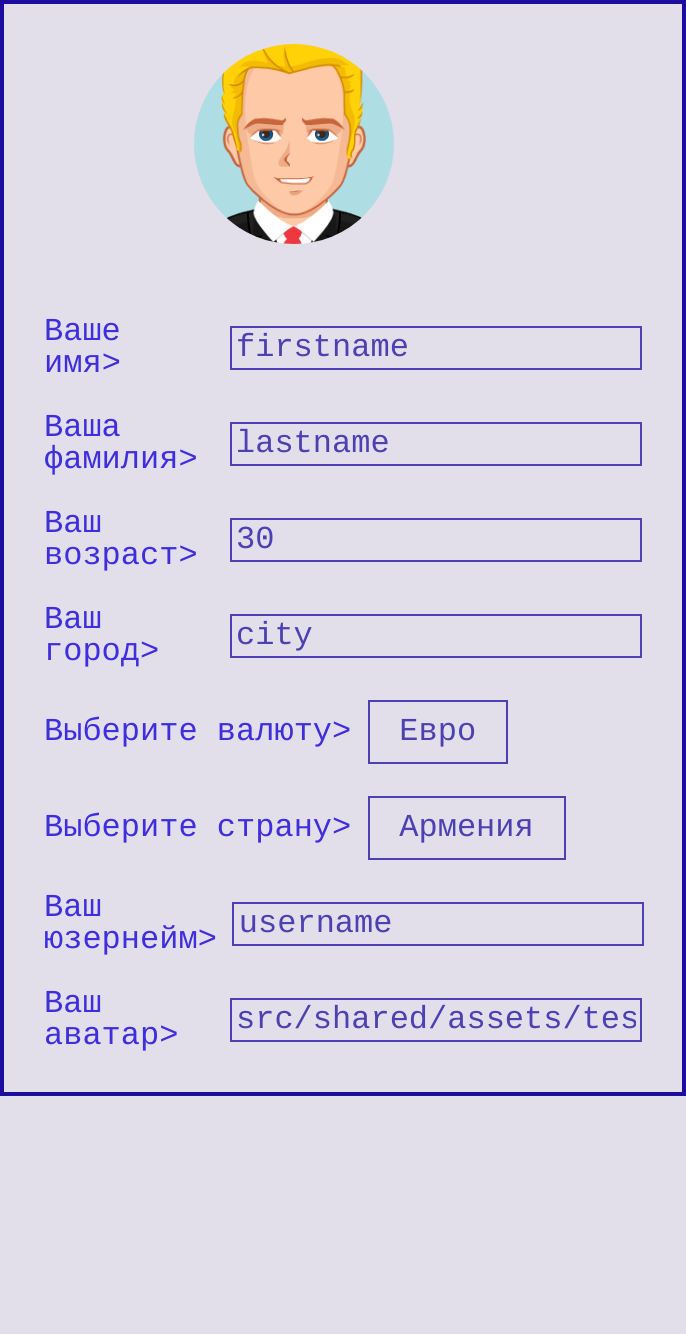 Ваше
имя>
firstname
Ваша
фамилия>
lastname
Ваш
возраст>
30
Ваш
город>
city
Выберите валюту> Евро
Выберите страну> Армения
Ваш
юзернейм>
username
Ваш
аватар>
src/shared/assets/tes